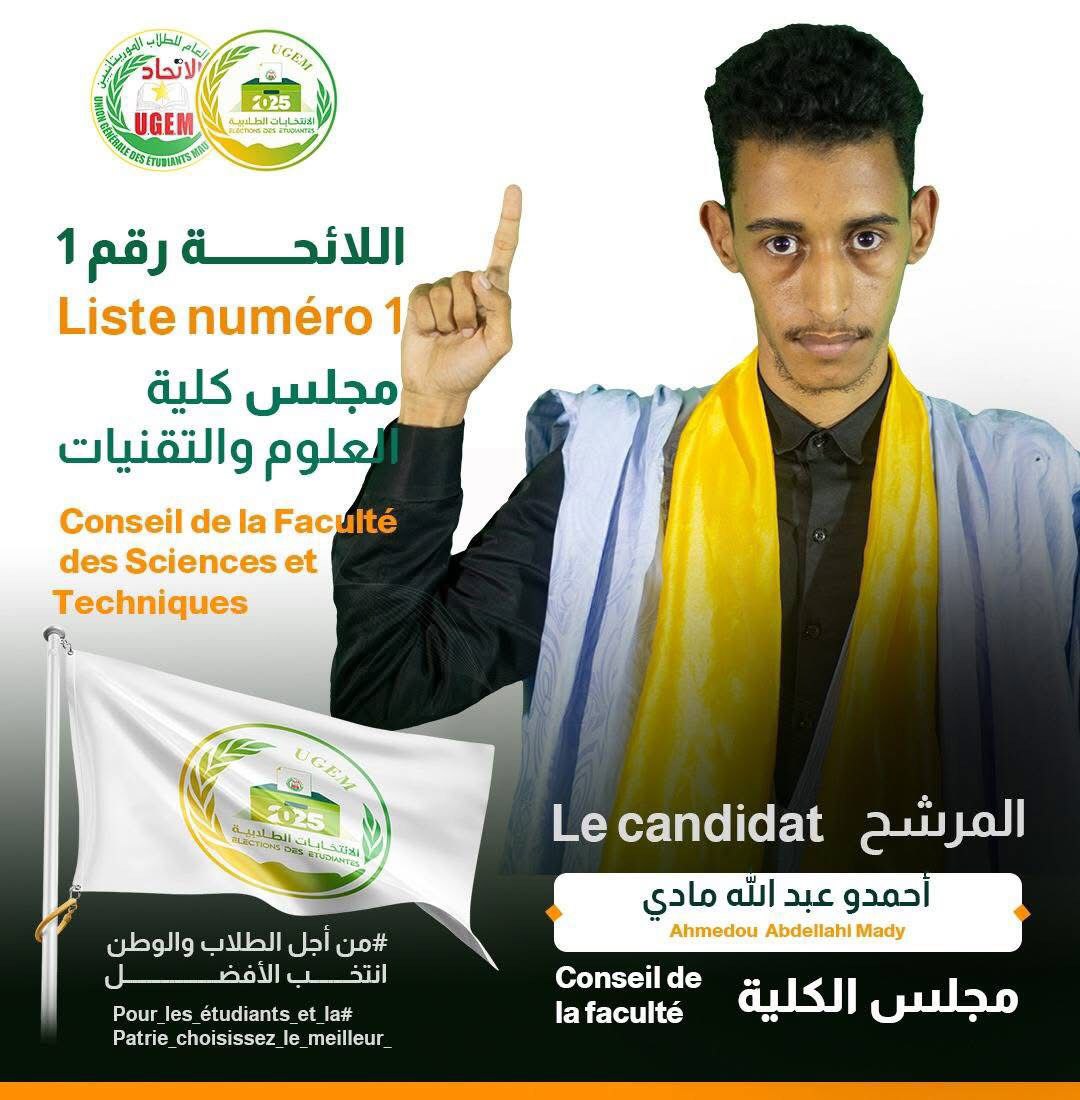 العام للطلاب الموريتانيين
الاتحاد
UGEM
UNION GÉNÉRALE DES ÉTUDIANTS MAU
UGEM
2025
الانتخابات الطلابية
ELECTIONS DES ÉTUDIANTES
اللائحة رقم 1
Liste numéro 1
مجلس كلية
العلوم والتقنيات
Conseil de la Faculté
des Sciences et
Techniques
UGEM
2025
الانتخابات الطلابية
ELECTIONS DES ÉTUDIANTES
#من أجل الطلاب والوطن
انتخب الأفضل
Pour_les_étudiants_et_la#
Patrie_choisissez_le_meilleur_
Le candidat المرشح
أحمدو عبد الله مادي
Ahmedou Abdellahi Mady
Conseil de
la faculté
مجلس الكلية